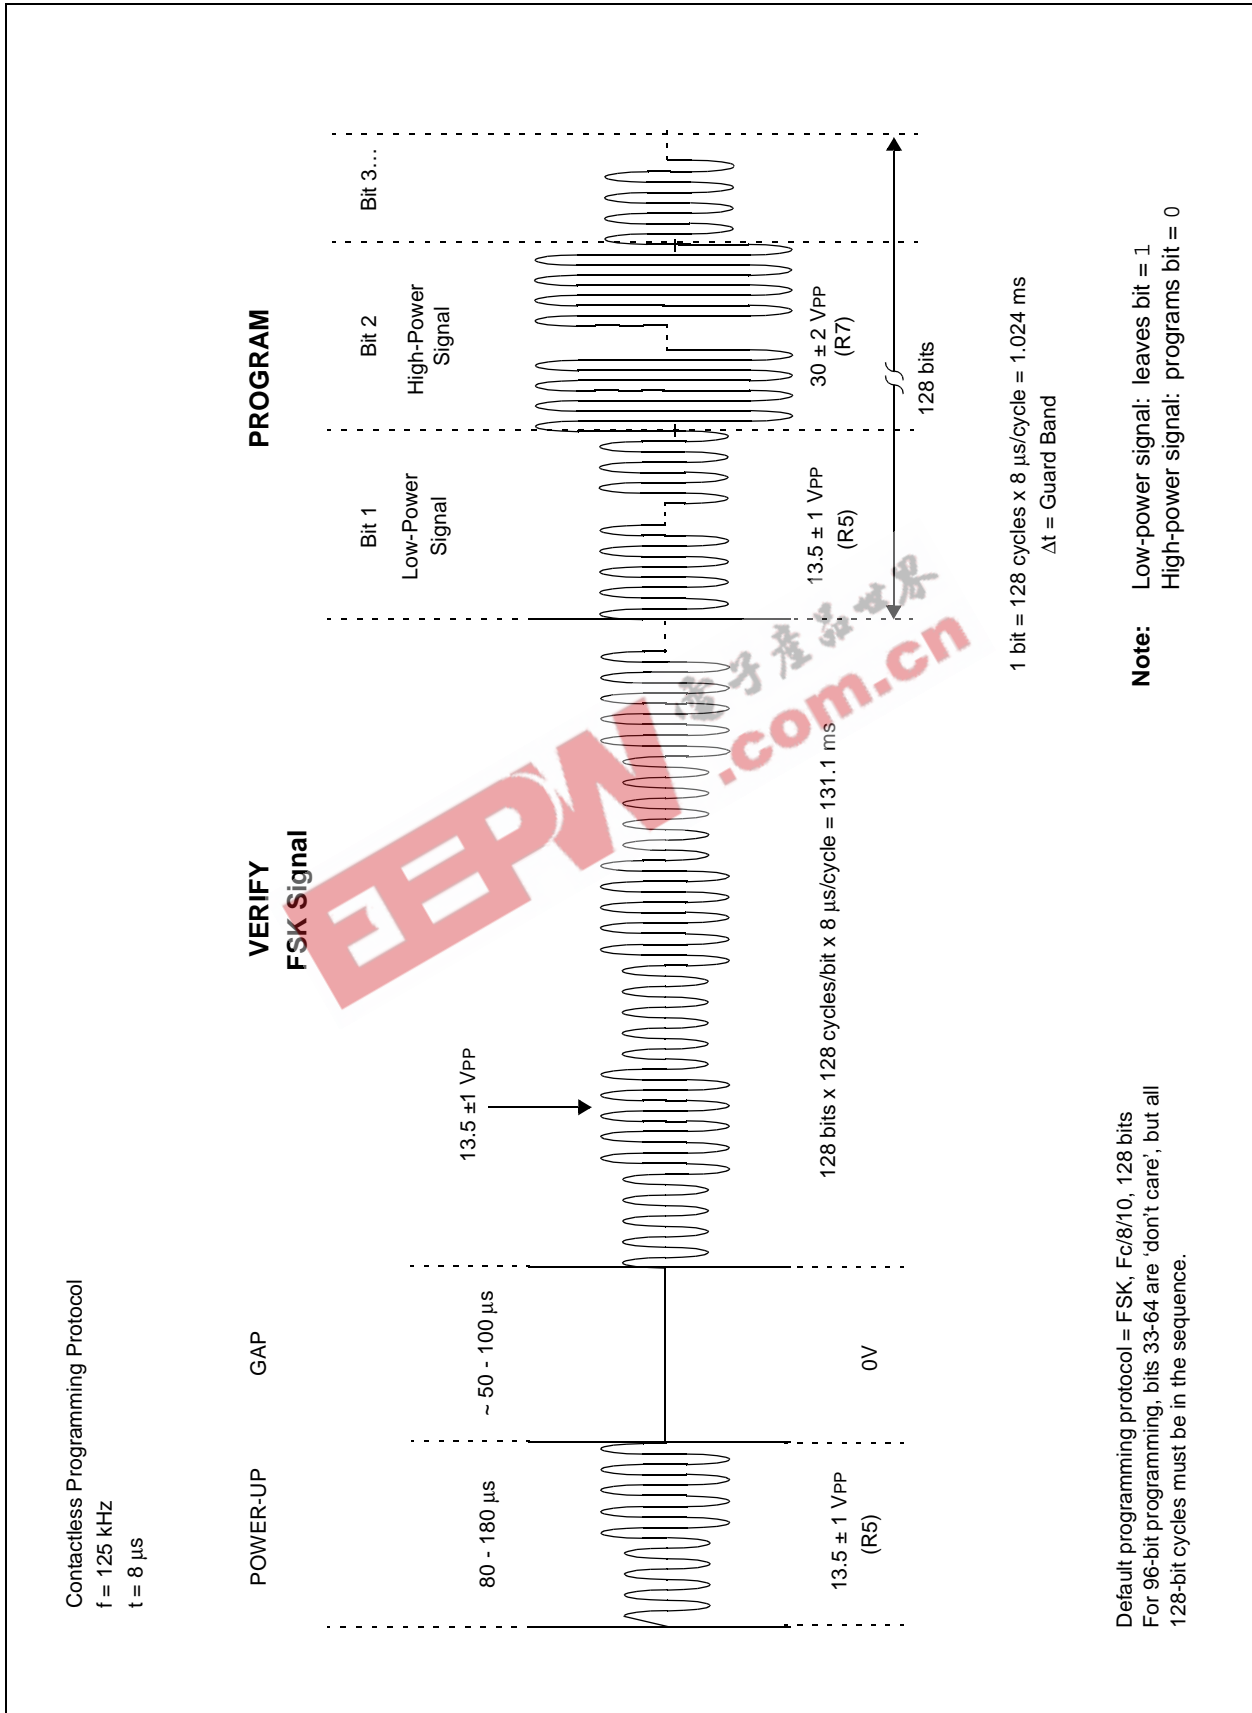 Contactless Programming Protocol
f = 125 kHz
t = 8 μs
POWER-UP
GAP
VERIFY
FSK Signal
PROGRAM
80 - 180 μs
~ 50 - 100 μs
13.5 ±1 VPP
Bit 1
Low-Power
Signal
Bit 2
High-Power
Signal
Bit 3...
13.5 ± 1 VPP
(R5)
0V
128 bits x 128 cycles/bit x 8 μs/cycle = 131.1 ms
13.5 ± 1 VPP
(R5)
30 ± 2 VPP
(R7)
128 bits
1 bit = 128 cycles x 8 μs/cycle = 1.024 ms
Δt = Guard Band
Default programming protocol = FSK, Fc/8/10, 128 bits
For 96-bit programming, bits 33-64 are ‘don’t care’, but all
128-bit cycles must be in the sequence.
Note: Low-power signal: leaves bit = 1
High-power signal: programs bit = 0
EEPW
電子產品世界
.com.cn